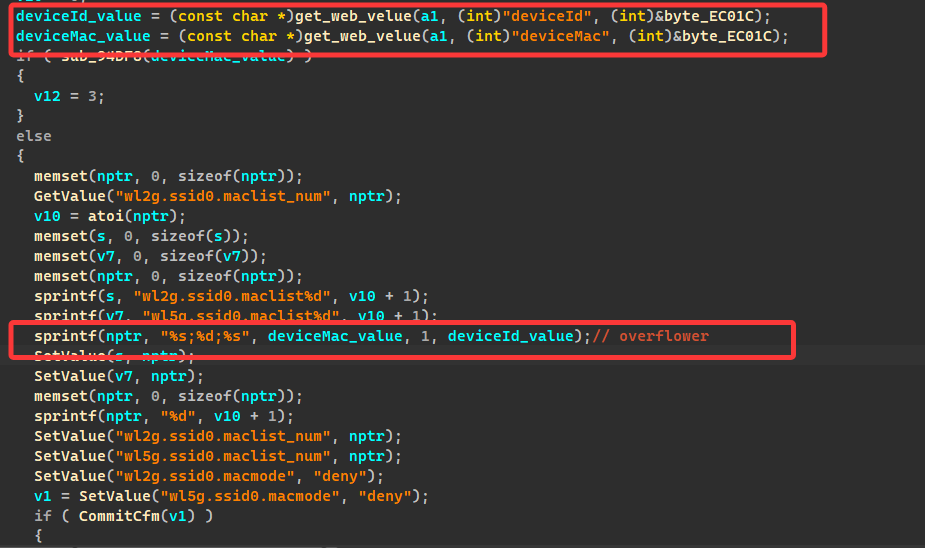 deviceId_value = (const char *)get_web_velue(a1, (int)"deviceId", (int)&byte_EC01C);
deviceMac_value = (const char *)get_web_velue(a1, (int)"deviceMac", (int)&byte_EC01C);
if (
{
v12 = 3;
}
else
{
memset(nptr, 0, sizeof(nptr));
GetValue("wl2g.ssid0.maclist_num", nptr);
v10 = atoi(nptr);
memset(s, 0, sizeof(s));
memset(v7, 0, sizeof(v7));
memset(nptr, 0, sizeof(nptr));
sprintf(s, "wl2g.ssid0.maclist%d", v10 + 1);
sprintf(v7, "wl5g.ssid0.maclist%d", v10 + 1);
sprintf(nptr, "%s;%d;%s", deviceMac_value, 1, deviceId_value);// overflower
SetValue(s, nptr);
SetValue(v7, nptr);
memset(nptr, 0, sizeof(nptr));
sprintf(nptr, "%d", v10 + 1);
SetValue("wl2g.ssid0.maclist_num", nptr);
SetValue("wl5g.ssid0.maclist_num", nptr);
SetValue("wl2g.ssid0.macmode", "deny");
v1 = SetValue("wl5g.ssid0.macmode", "deny");
if ( CommitCfm(v1) )
{